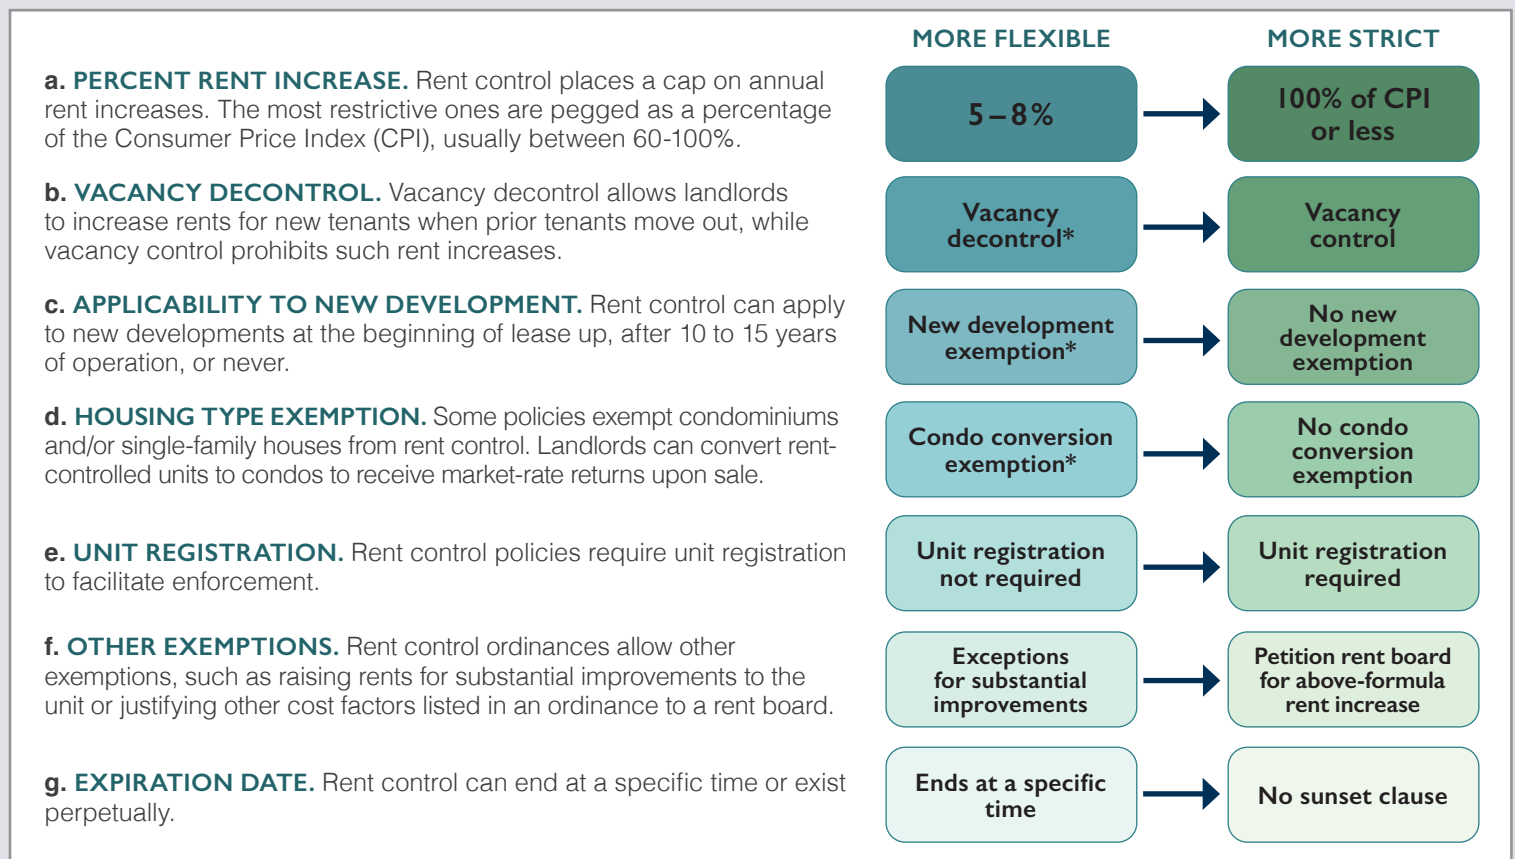 MORE FLEXIBLE
MORE STRICT
a. PERCENT RENT INCREASE. Rent control places a cap on annual
rent increases. The most restrictive ones are pegged as a percentage
of the Consumer Price Index (CPI), usually between 60-100%.
5–8%
100% of CPI
or less
b. VACANCY DECONTROL. Vacancy decontrol allows landlords
to increase rents for new tenants when prior tenants move out, while
vacancy control prohibits such rent increases.
Vacancy
decontrol*
Vacancy
control
c. APPLICABILITY TO NEW DEVELOPMENT. Rent control can apply
to new developments at the beginning of lease up, after 10 to 15 years
of operation, or never.
New development
exemption*
No new
development
exemption
d. HOUSING TYPE EXEMPTION. Some policies exempt condominiums
and/or single-family houses from rent control. Landlords can convert rent-
controlled units to condos to receive market-rate returns upon sale.
Condo conversion
exemption*
No condo
conversion
exemption
e. UNIT REGISTRATION. Rent control policies require unit registration
to facilitate enforcement.
Unit registration
not required
Unit registration
required
f. OTHER EXEMPTIONS. Rent control ordinances allow other
exemptions, such as raising rents for substantial improvements to the
unit or justifying other cost factors listed in an ordinance to a rent board.
Exceptions
for substantial
improvements
Petition rent board
for above-formula
rent increase
g. EXPIRATION DATE. Rent control can end at a specific time or exist
perpetually.
Ends at a specific
time
No sunset clause